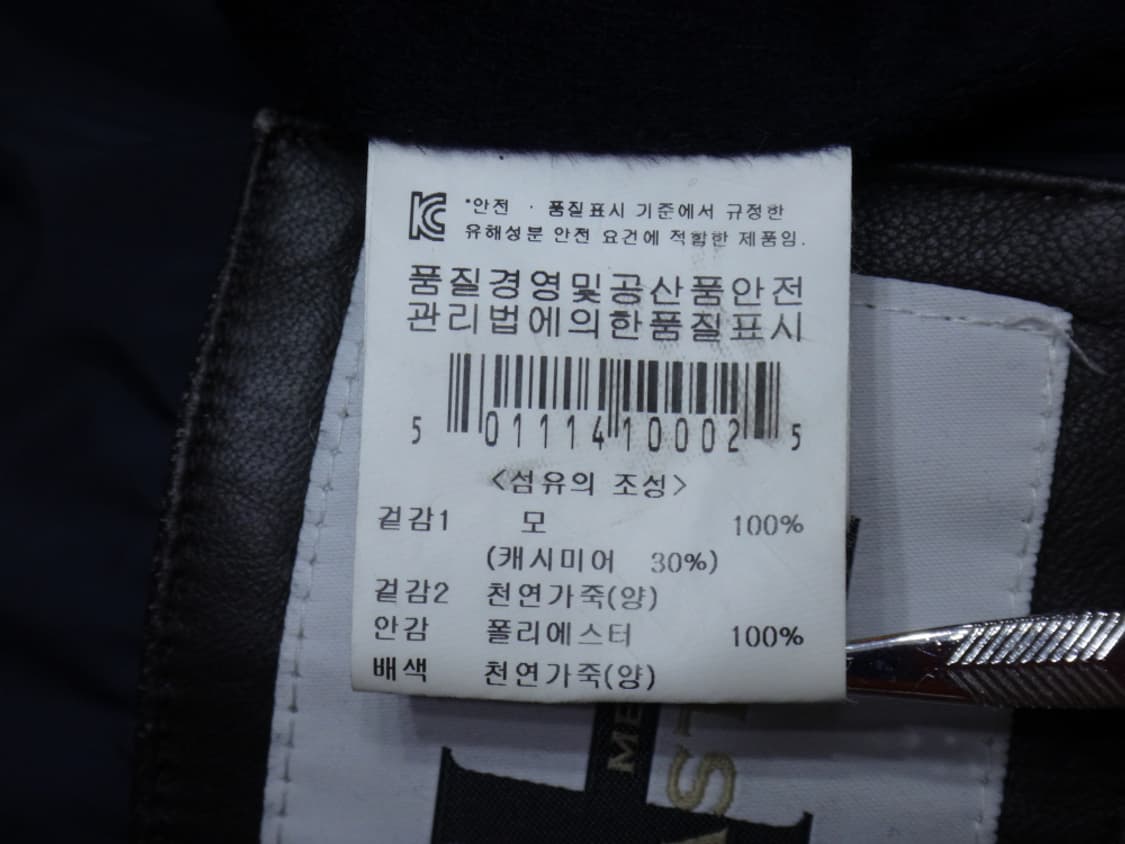 KC *안전 · 품질표시 기준에서 규정한
유해성분 안전 요건에 적합한 제품임.
품질경영및공산품안전
관리법에의한품질표시
5 011141 10002 5
<섬유의 조성>
겉감1 모 100%
(캐시미어 30%)
겉감2 천연가죽(양)
안감 폴리에스터 100%
배색 천연가죽(양)